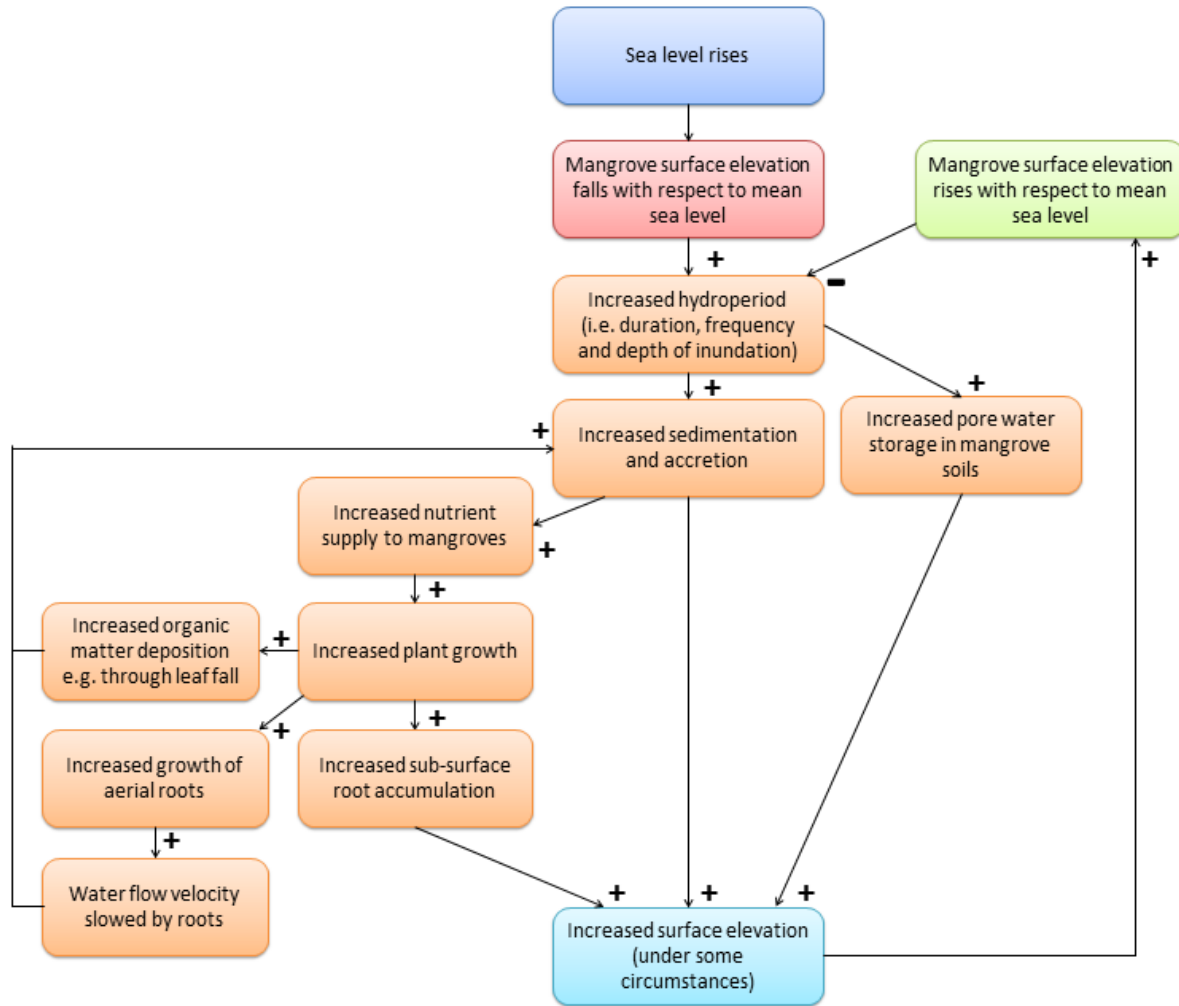 Sea level rises
Mangrove surface elevation
falls with respect to mean
sea level
Mangrove surface elevation
rises with respect to mean
sea level
+
+
-
Increased hydroperiod
(i.e. duration, frequency
and depth of inundation)
+
+
Increased sedimentation
and accretion
+
Increased pore water
storage in mangrove
soils
Increased nutrient
supply to mangroves
+
+
Increased organic
matter deposition
e.g. through leaf fall
+
Increased plant growth
+
+
Increased growth of
aerial roots
Increased sub-surface
root accumulation
+
Water flow velocity
slowed by roots
+
+
+
Increased surface elevation
(under some
circumstances)